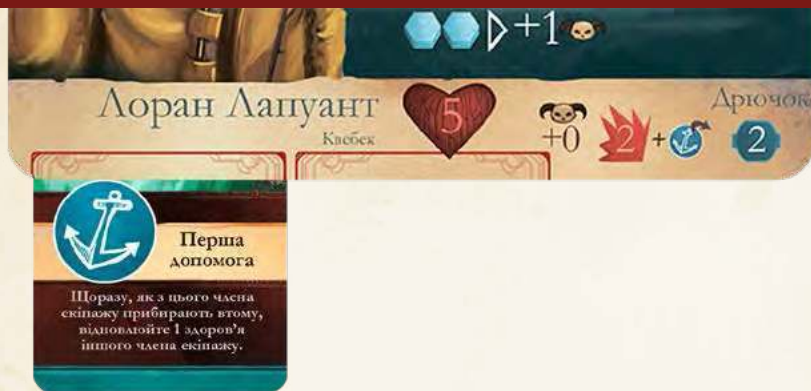 +1
Лоран Лапуант
Квебек
5
+0
2
+
Дрючок
2
Перша
допомога
Щоразу, як з цього члена
екіпажу прибирають втому,
відновлюйте 1 здоров'я
іншого члена екіпажу.